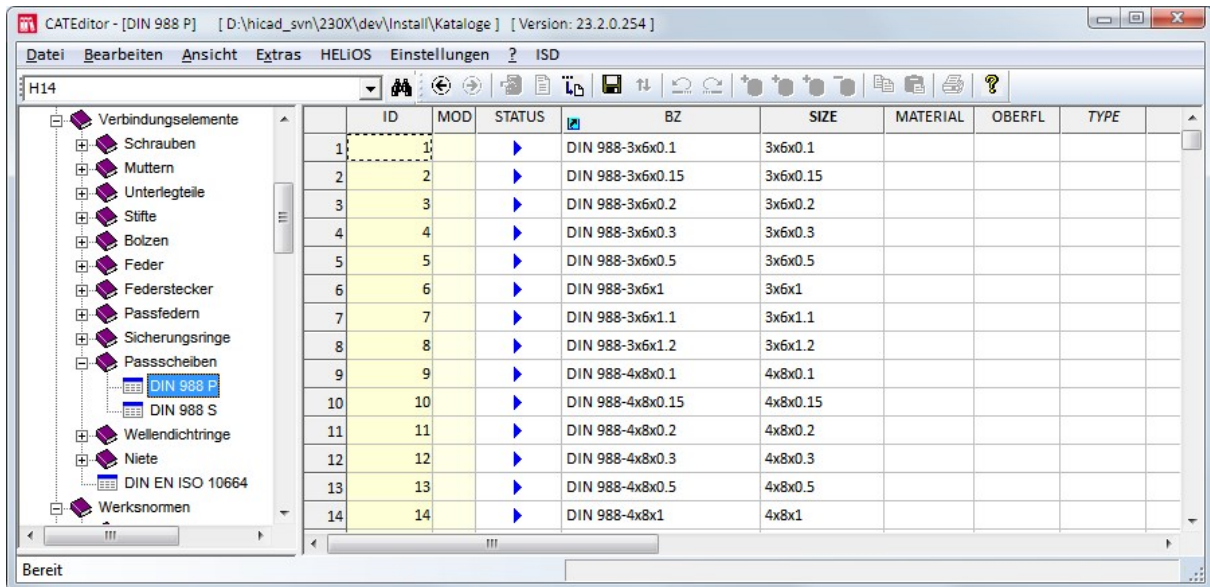 CATEditor - [DIN 988 P] [ D:\hicad_svn\230X\dev\Install\Kataloge ] [ Version: 23.2.0.254 ]
Datei Bearbeiten Ansicht Extras HELiOS Einstellungen ? ISD
H14
Verbindungselemente
Schrauben
Muttern
Unterlegteile
Stifte
Bolzen
Feder
Federstecker
Passfedern
Sicherungsringe
Passscheiben
DIN 988 P
DIN 988 S
Wellendichtringe
Niete
DIN EN ISO 10664
Werksnormen
ID MOD STATUS BZ SIZE MATERIAL OBERFL TYPE
1 1 DIN 988-3x6x0.1 3x6x0.1
2 2 DIN 988-3x6x0.15 3x6x0.15
3 3 DIN 988-3x6x0.2 3x6x0.2
4 4 DIN 988-3x6x0.3 3x6x0.3
5 5 DIN 988-3x6x0.5 3x6x0.5
6 6 DIN 988-3x6x1 3x6x1
7 7 DIN 988-3x6x1.1 3x6x1.1
8 8 DIN 988-3x6x1.2 3x6x1.2
9 9 DIN 988-4x8x0.1 4x8x0.1
10 10 DIN 988-4x8x0.15 4x8x0.15
11 11 DIN 988-4x8x0.2 4x8x0.2
12 12 DIN 988-4x8x0.3 4x8x0.3
13 13 DIN 988-4x8x0.5 4x8x0.5
14 14 DIN 988-4x8x1 4x8x1
Bereit